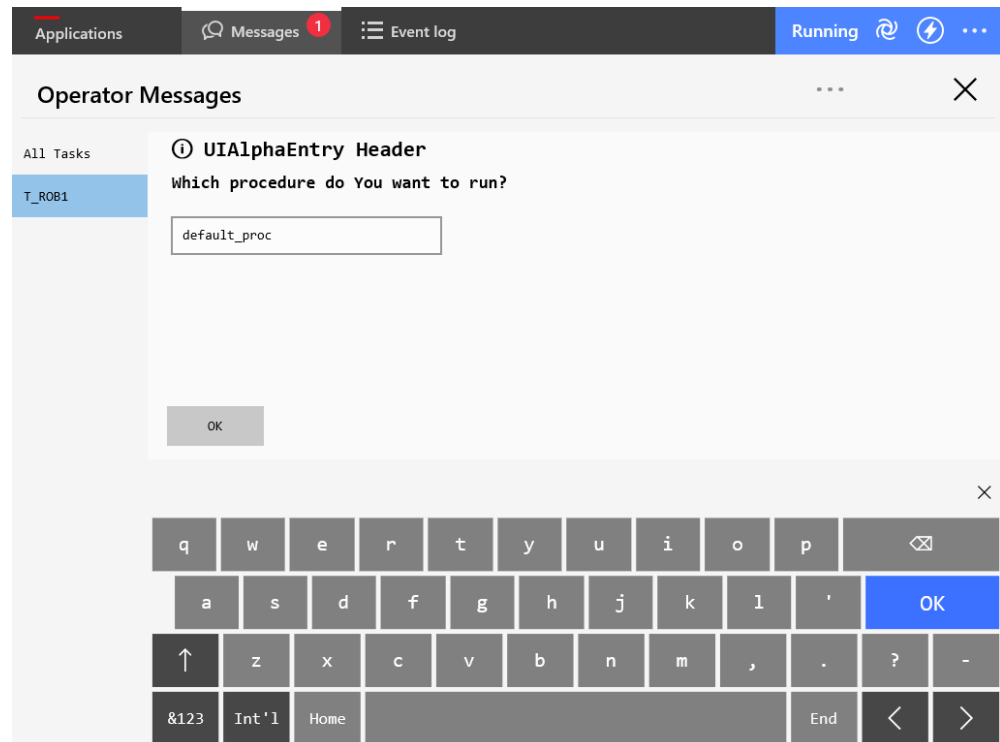 Applications Messages 1 Event log Running
Operator Messages
All Tasks
T_ROB1
UIAlphaEntry Header
Which procedure do You want to run?
default_proc
OK
q w e r t y u i o p
a s d f g h j k l ' OK
z x c v b n m , . ? -
&123 Int'l Home End